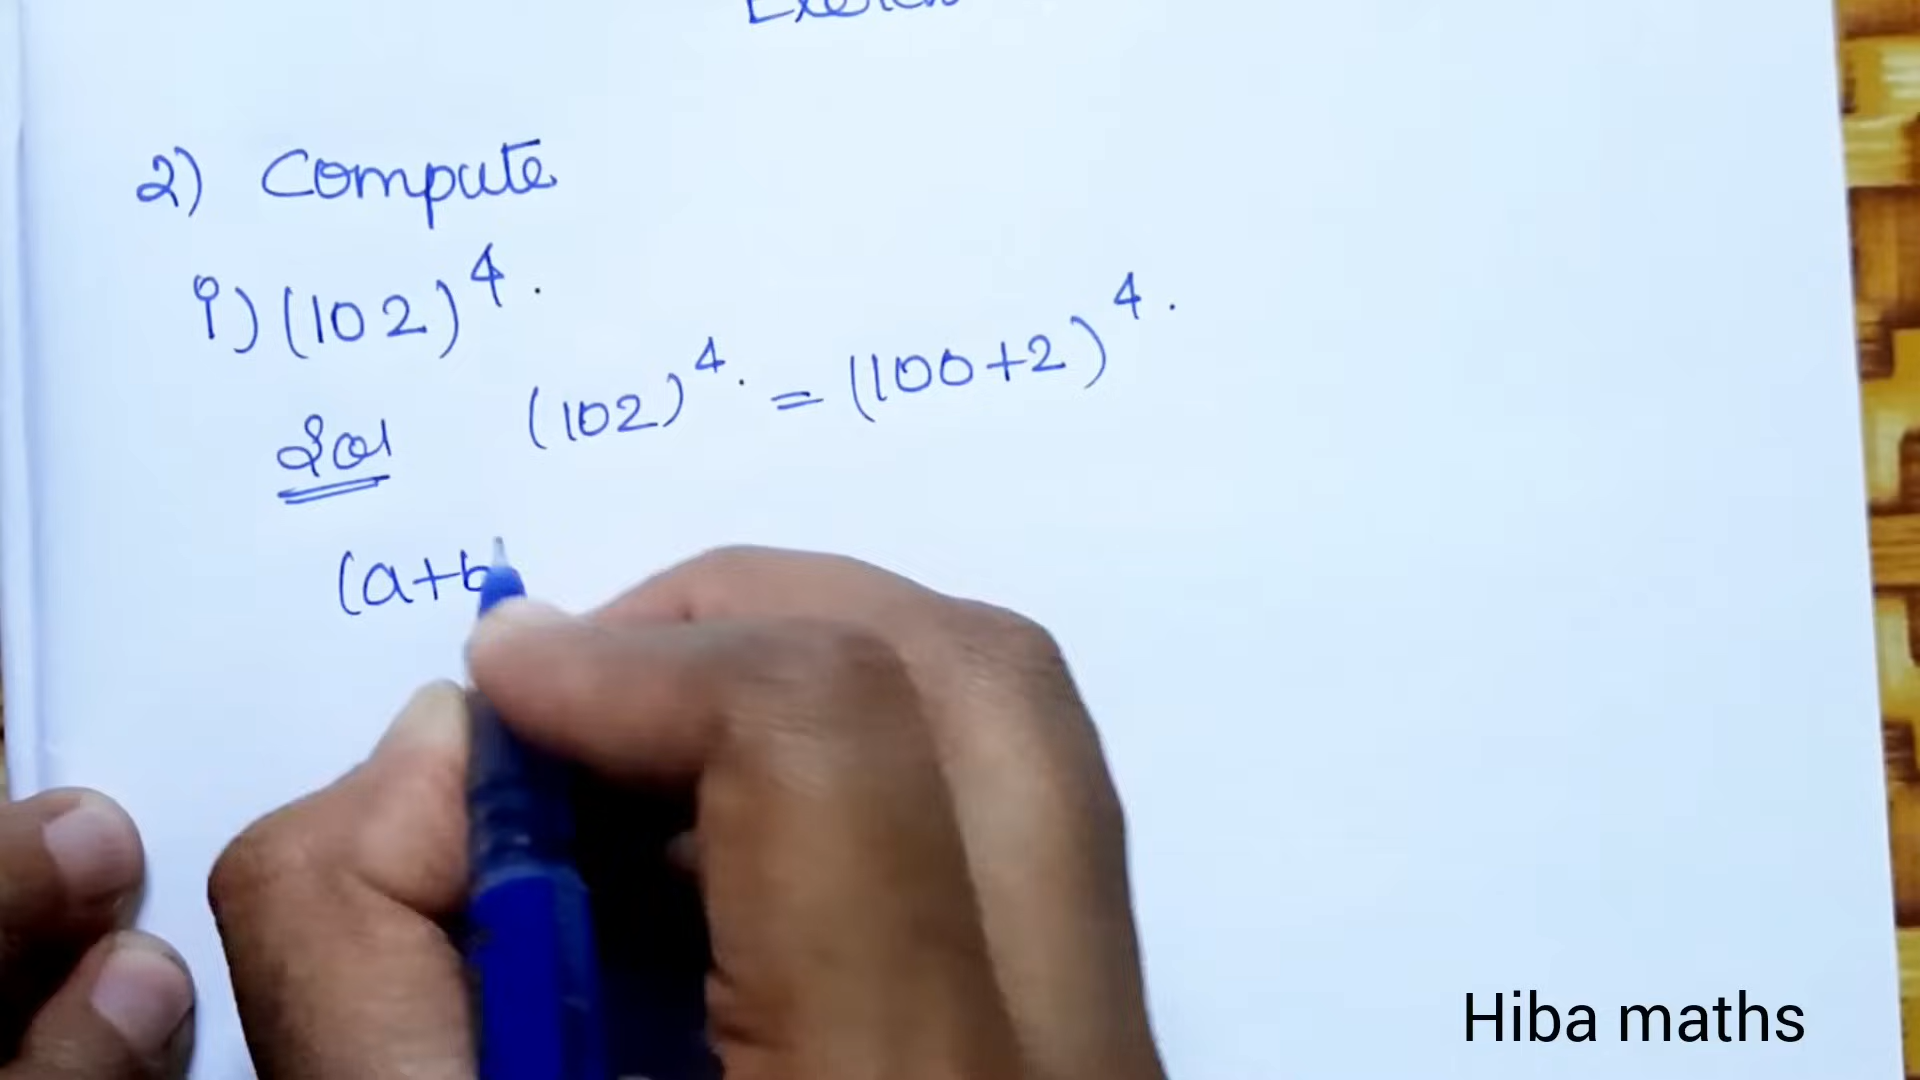 2) Compute
i) (102)^4.
Sol (102)^4. = (100+2)^4.
(a+b
Hiba maths